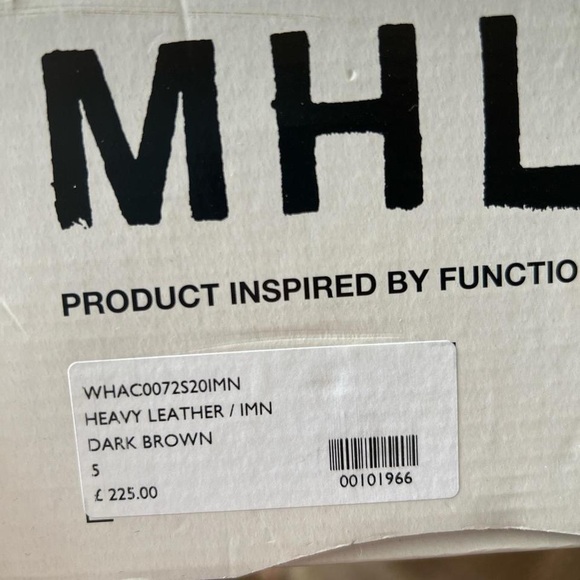 MHL
PRODUCT INSPIRED BY FUNCTIO
WHAC0072S20IMN
HEAVY LEATHER / IMN
DARK BROWN
5
£ 225.00
00101966